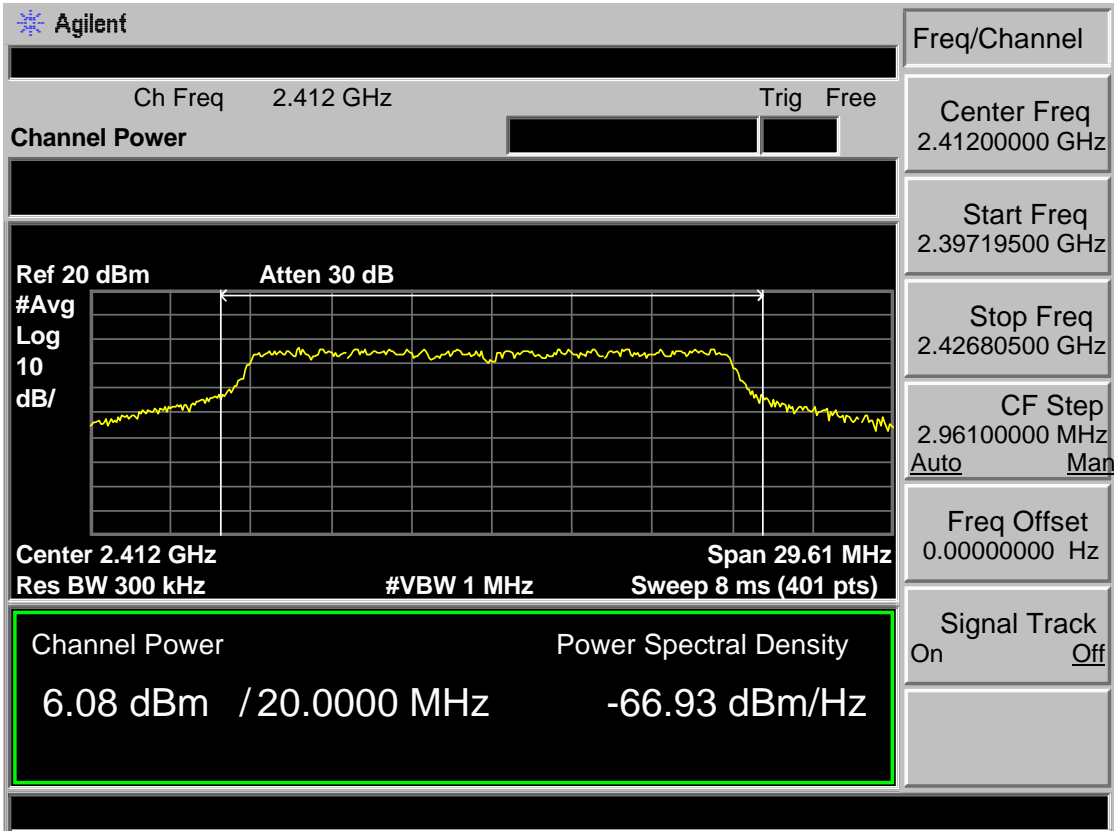 Agilent
Freq/Channel
Ch Freq 2.412 GHz Trig Free
Channel Power
Center Freq
2.41200000 GHz
Start Freq
2.39719500 GHz
Stop Freq
2.42680500 GHz
CF Step
2.96100000 MHz
Auto Man
Freq Offset
0.00000000 Hz
Signal Track
On Off
Ref 20 dBm Atten 30 dB
#Avg
Log
10
dB/
Center 2.412 GHz Span 29.61 MHz
Res BW 300 kHz #VBW 1 MHz Sweep 8 ms (401 pts)
Channel Power Power Spectral Density
6.08 dBm / 20.0000 MHz -66.93 dBm/Hz